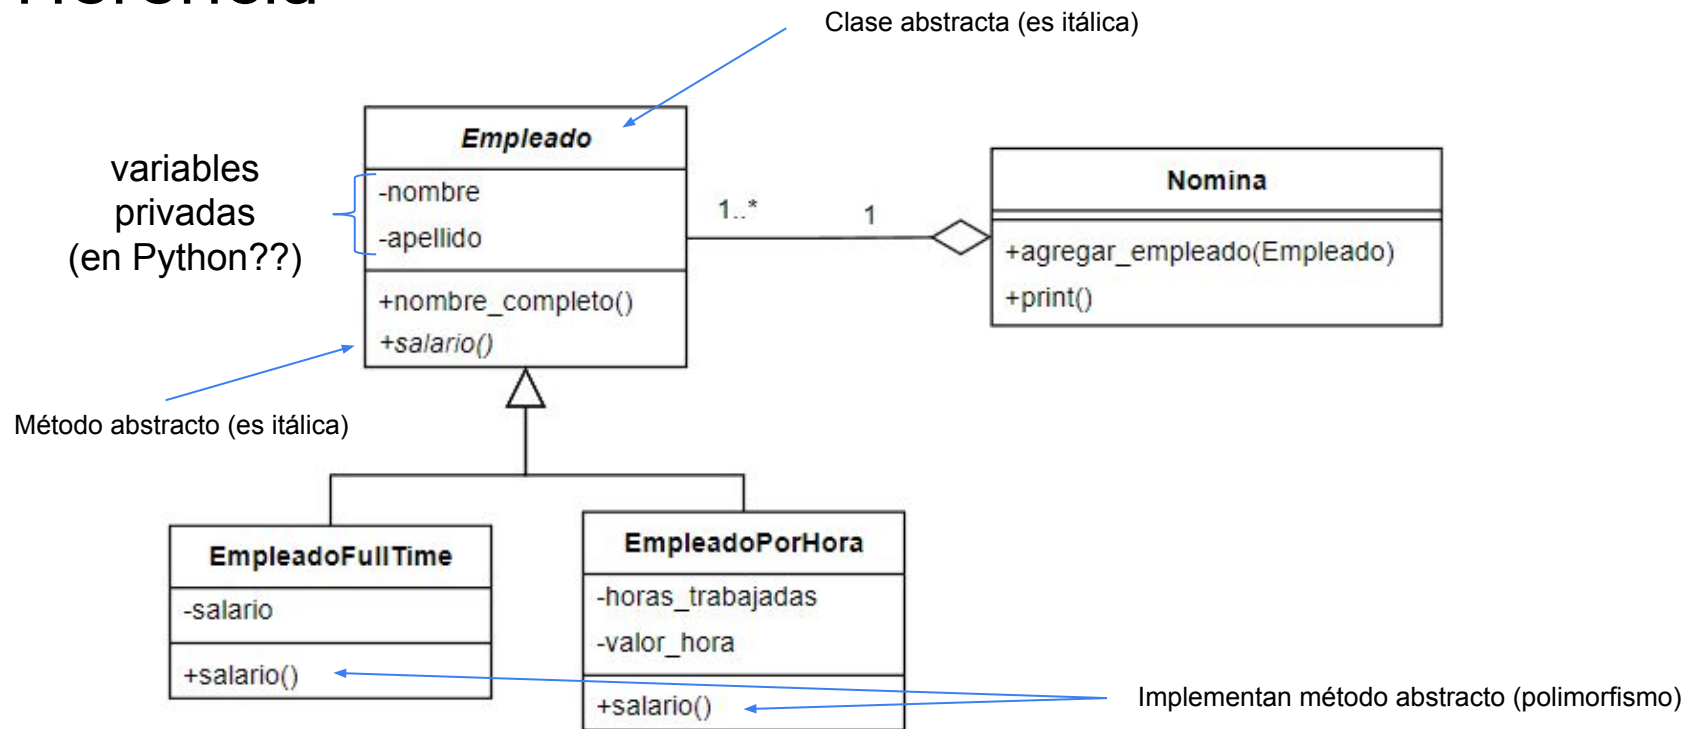 Herencia
Clase abstracta (es itálica)
Empleado
variables
privadas
(en Python??)
-nombre
-apellido
+nombre_completo()
+salario()
1..*
1
Nomina
+agregar_empleado(Empleado)
+print()
Método abstracto (es itálica)
EmpleadoFullTime
-salario
+salario()
EmpleadoPorHora
-horas_trabajadas
-valor_hora
+salario()
Implementan método abstracto (polimorfismo)